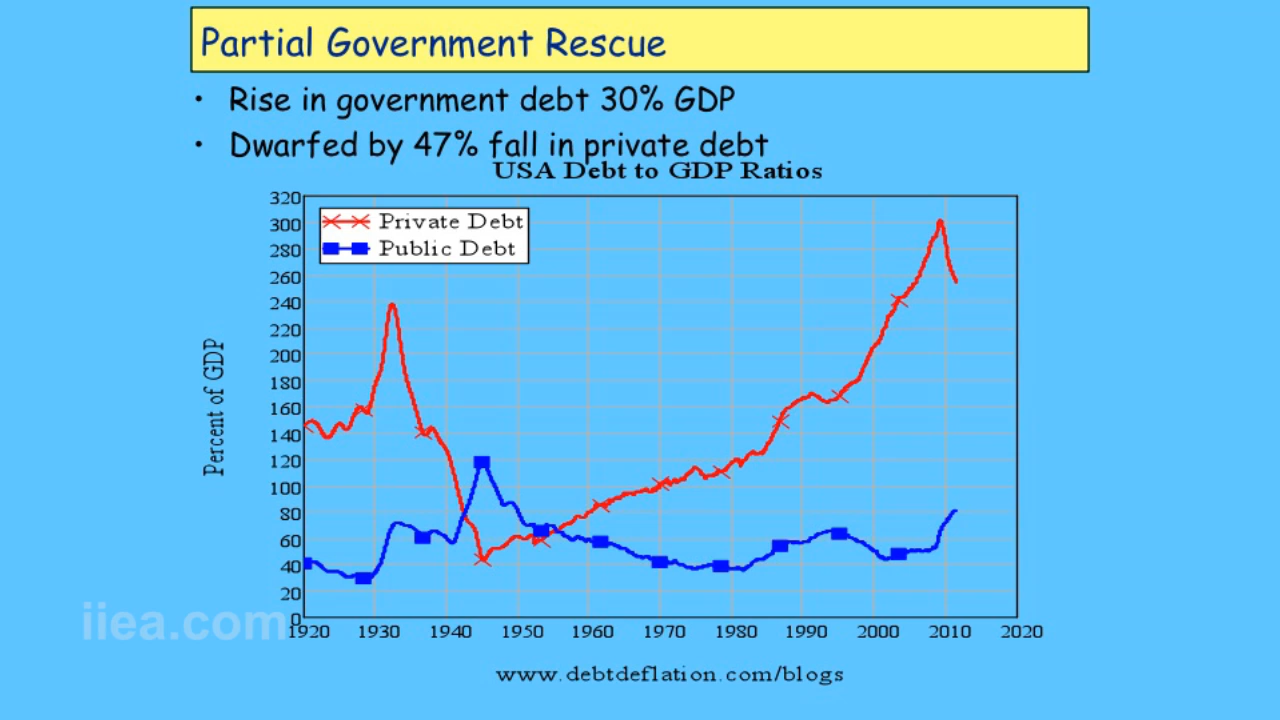 Partial Government Rescue
• Rise in government debt 30% GDP
• Dwarfed by 47% fall in private debt
USA Debt to GDP Ratios
Private Debt
Public Debt
Percent of GDP
320
300
280
260
240
220
200
180
160
140
120
100
80
60
40
20
0
1920 1930 1940 1950 1960 1970 1980 1990 2000 2010 2020
iiea.com
www.debtdeflation.com/blogs